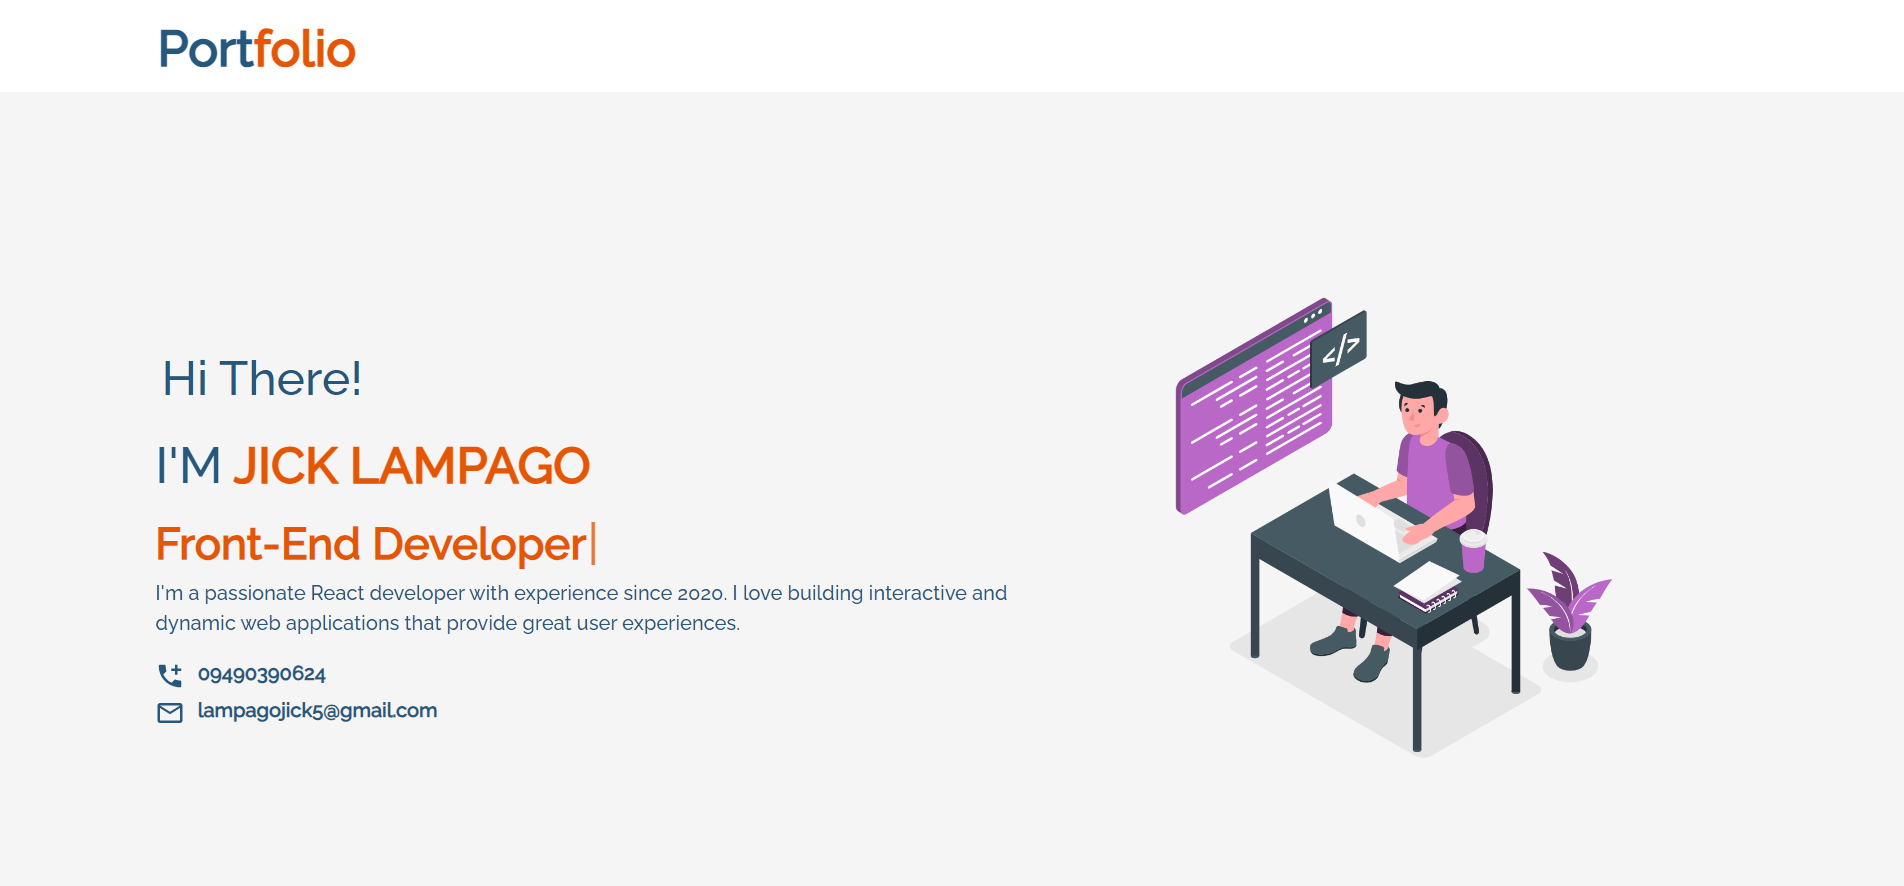 Portfolio
Hi There!
I'M JICK LAMPAGO
Front-End Developer|
I'm a passionate React developer with experience since 2020. I love building interactive and
dynamic web applications that provide great user experiences.
09490390624
lampagojick5@gmail.com